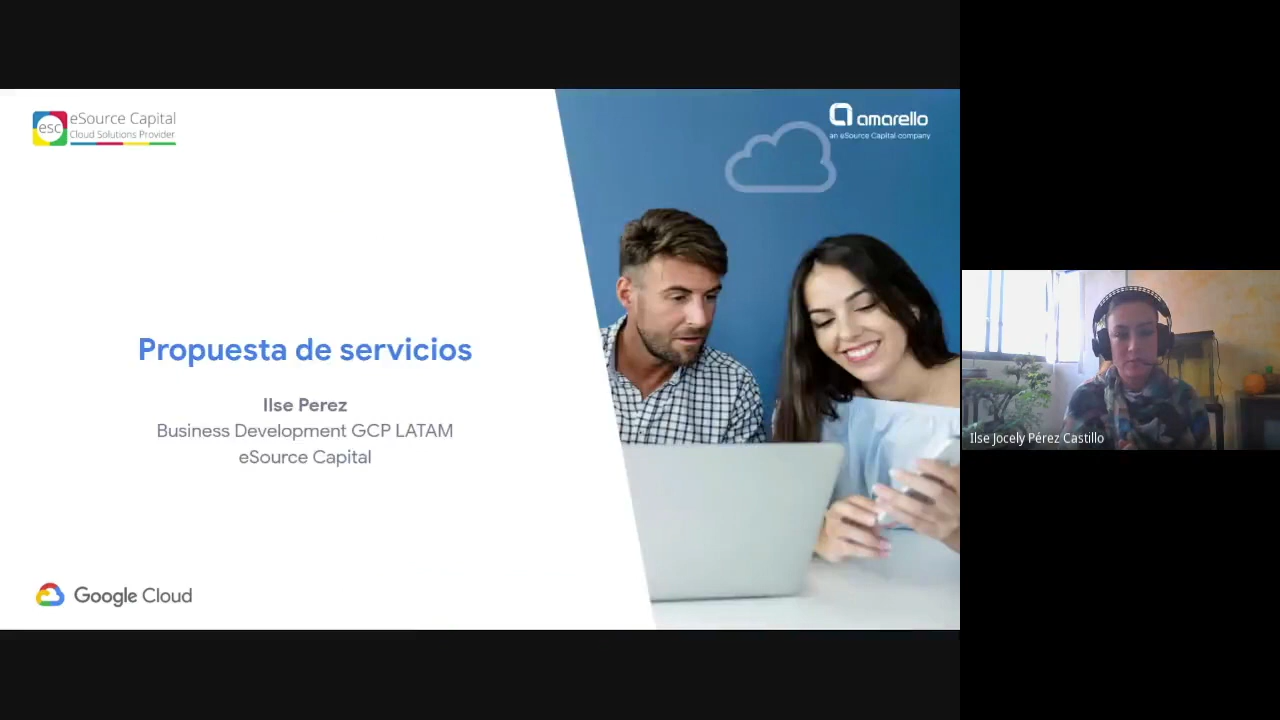 esc
eSource Capital
Cloud Solutions Provider
amarello
an eSource Capital company
Propuesta de servicios
Ilse Perez
Business Development GCP LATAM
eSource Capital
Google Cloud
Ilse Jocely Pérez Castillo